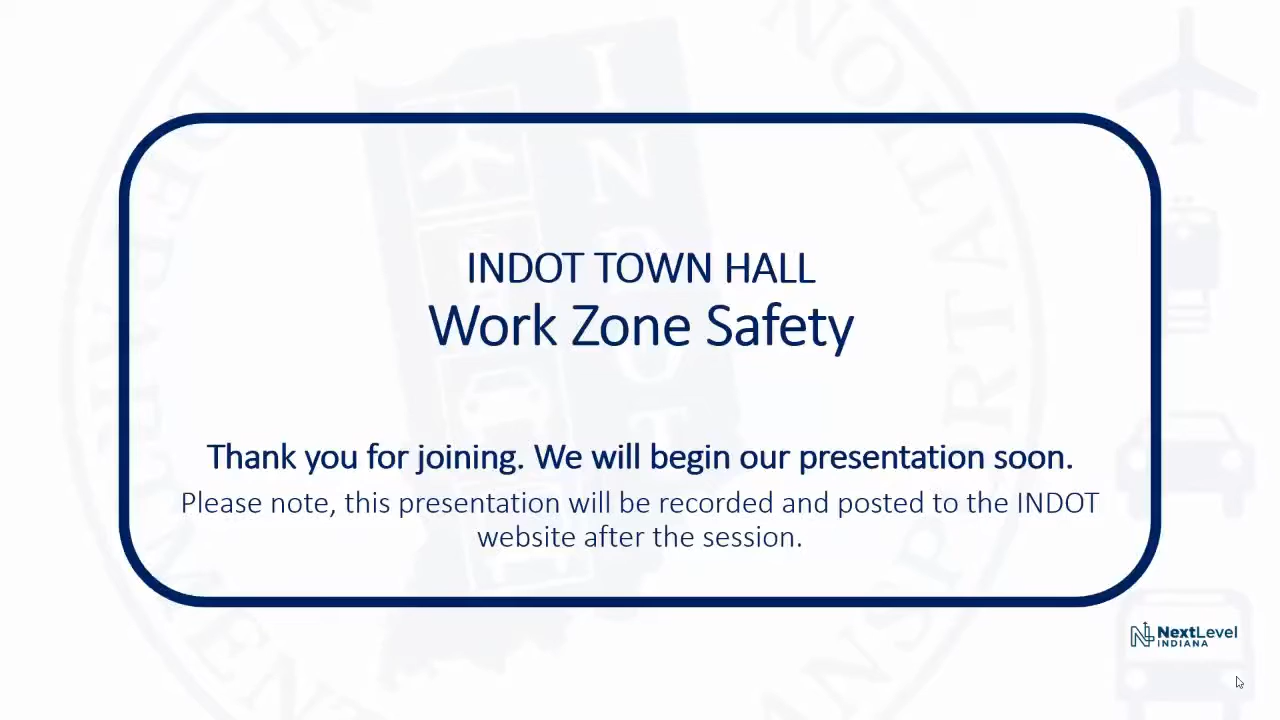 INDOT TOWN HALL
Work Zone Safety
Thank you for joining. We will begin our presentation soon.
Please note, this presentation will be recorded and posted to the INDOT
website after the session.
NextLevel
INDIANA
INDOT